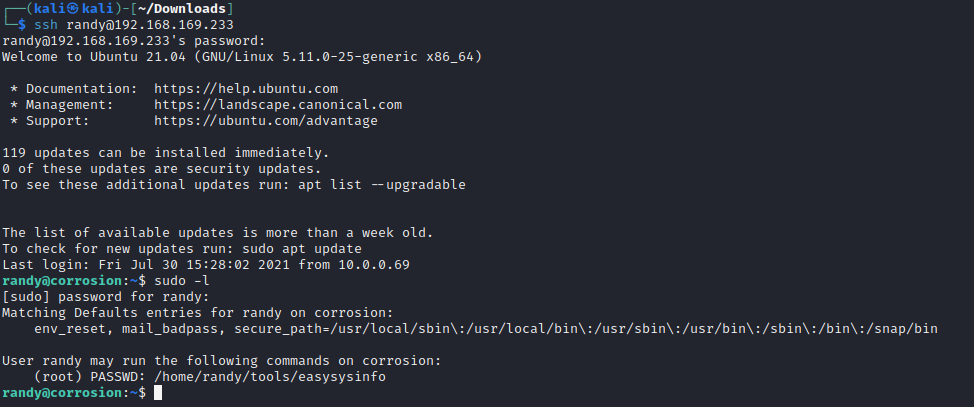 ┌──(kali㉿kali)-[~/Downloads]
└─$ ssh randy@192.168.169.233
randy@192.168.169.233's password:
Welcome to Ubuntu 21.04 (GNU/Linux 5.11.0-25-generic x86_64)
* Documentation:  https://help.ubuntu.com
* Management:     https://landscape.canonical.com
* Support:        https://ubuntu.com/advantage
119 updates can be installed immediately.
0 of these updates are security updates.
To see these additional updates run: apt list --upgradable
The list of available updates is more than a week old.
To check for new updates run: sudo apt update
Last login: Fri Jul 30 15:28:02 2021 from 10.0.0.69
randy@corrosion:~$ sudo -l
[sudo] password for randy:
Matching Defaults entries for randy on corrosion:
env_reset, mail_badpass, secure_path=/usr/local/sbin\:/usr/local/bin\:/usr/sbin\:/usr/bin\:/sbin\:/bin\:/snap/bin
User randy may run the following commands on corrosion:
(root) PASSWD: /home/randy/tools/easysysinfo
randy@corrosion:~$